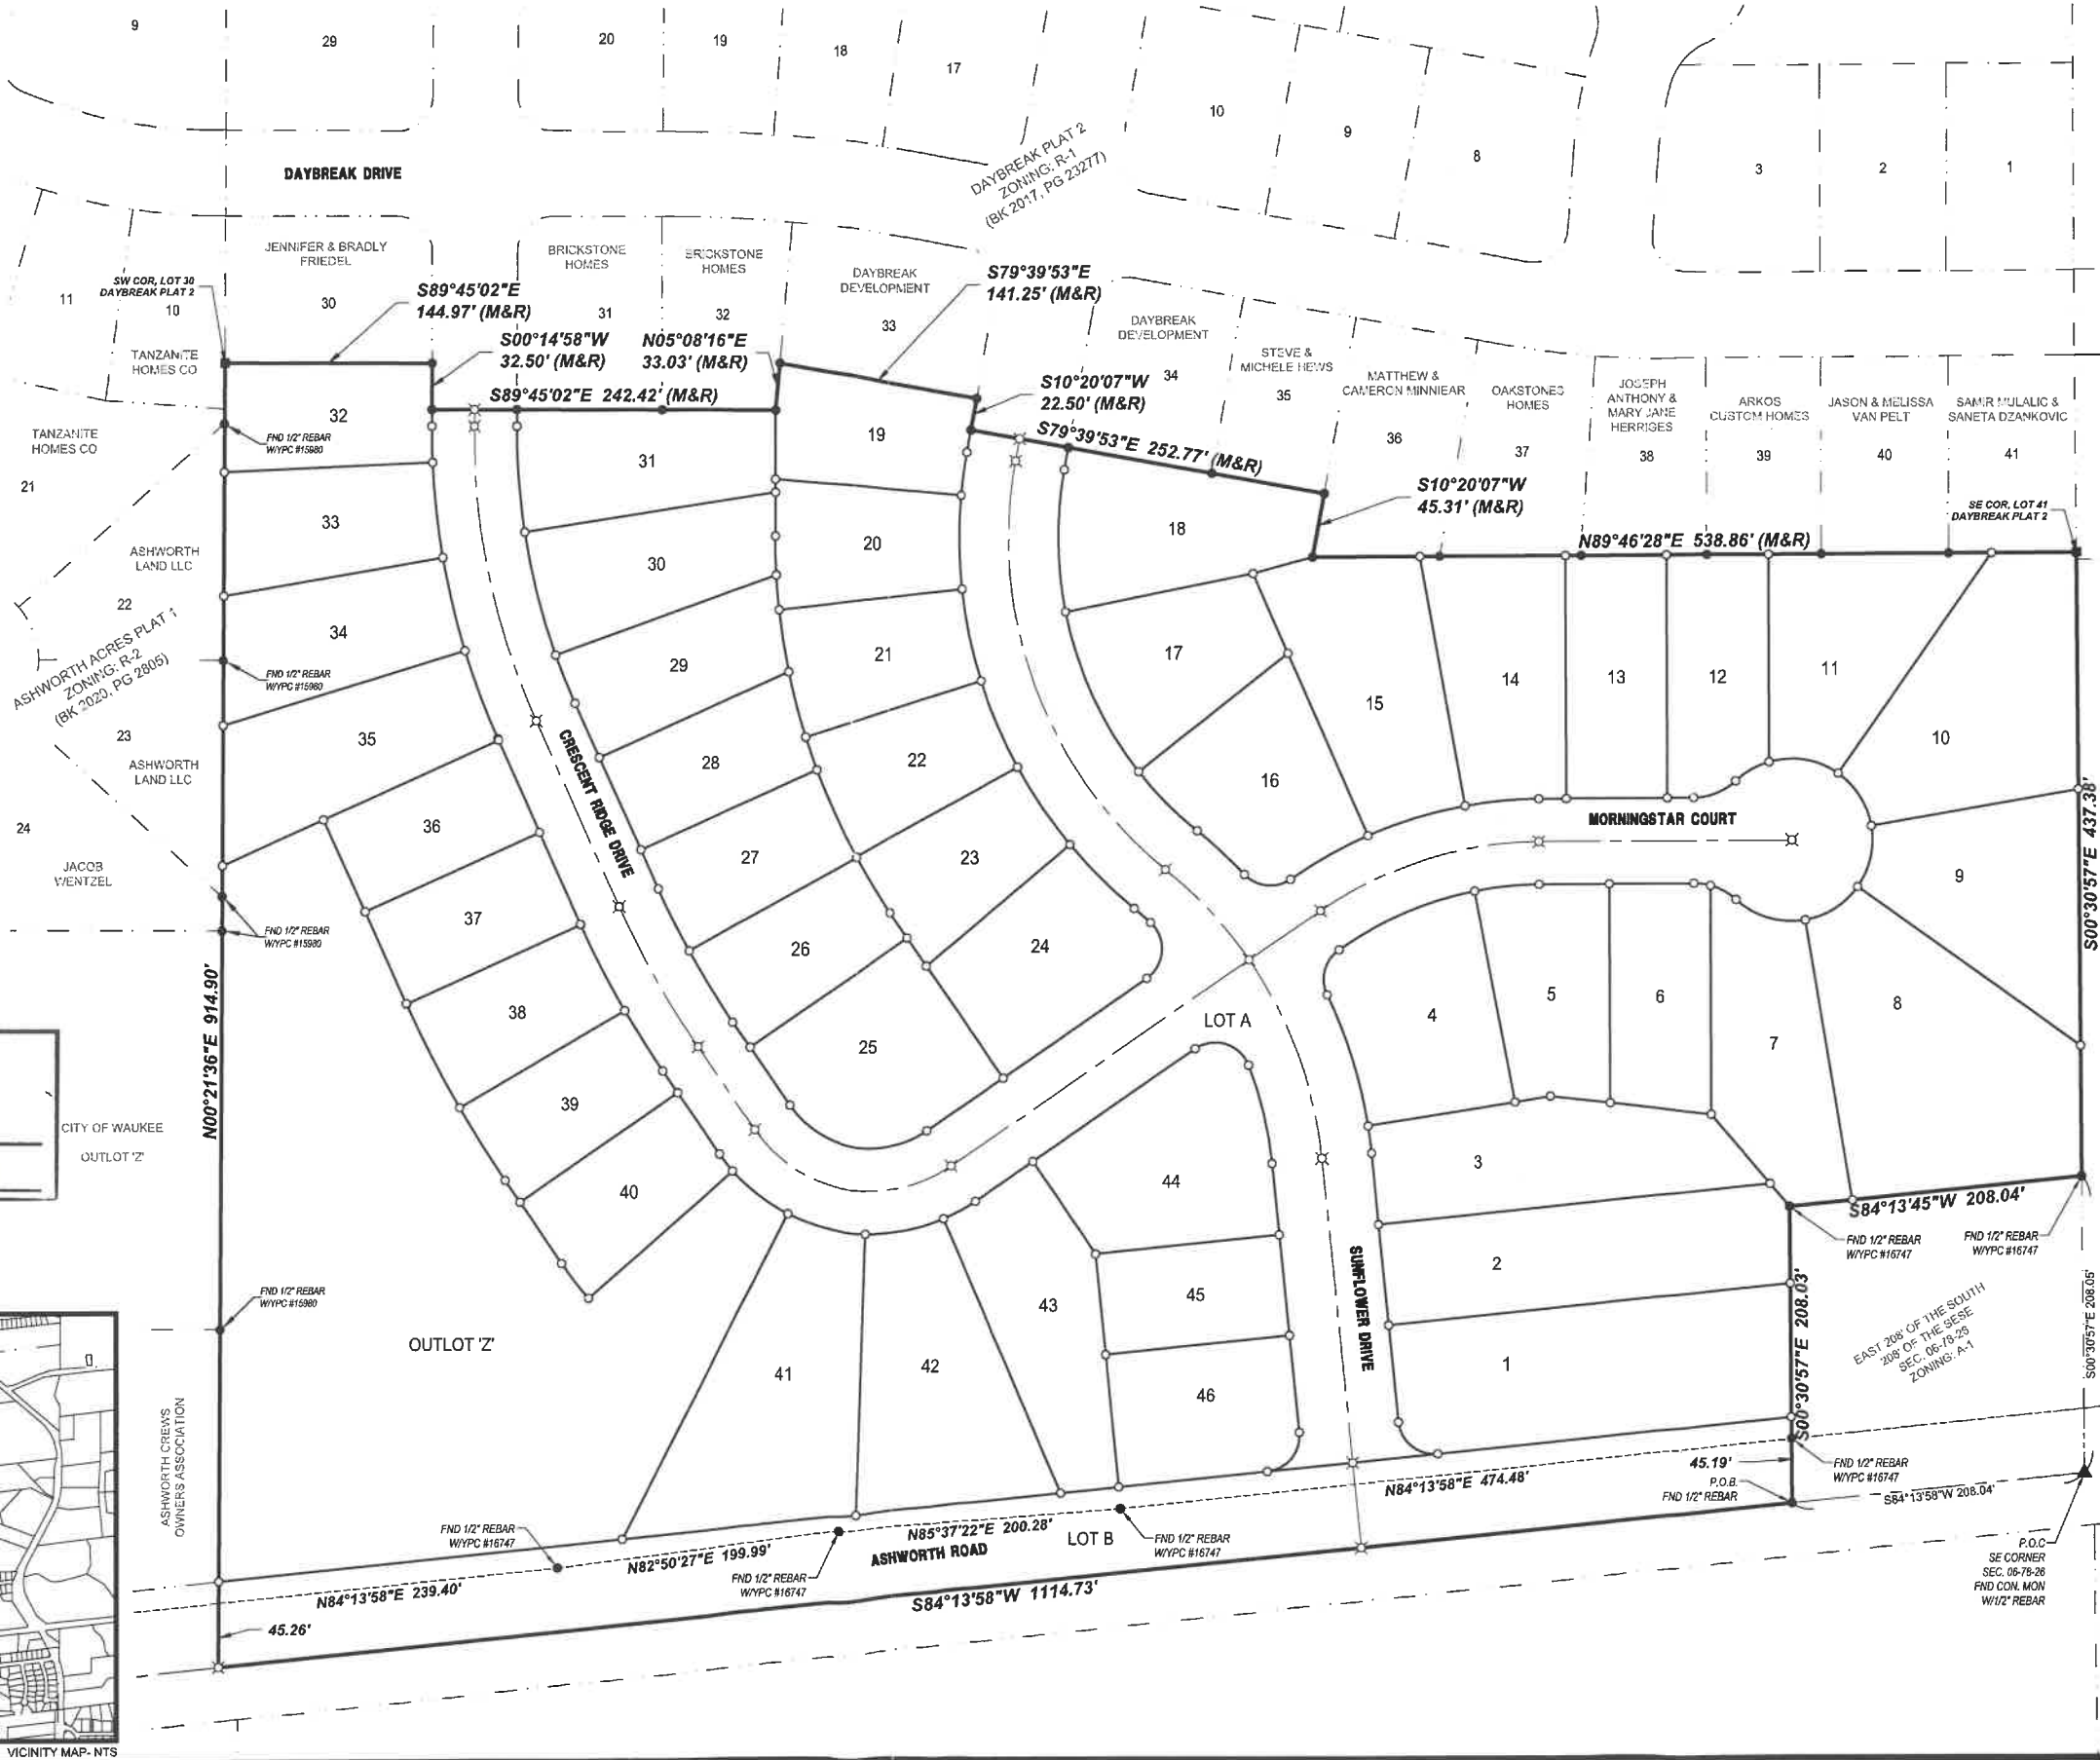 9
29
20
19
18
17
10
9
8
3
2
1
DAYBREAK DRIVE
DAYBREAK PLAT 2
ZONING: R-1
(BK 2017, PG 23277)
JENNIFER & BRADLY
FRIEDEL
30
BRICKSTONE
HOMES
31
BRICKSTONE
HOMES
32
DAYBREAK
DEVELOPMENT
33
DAYBREAK
DEVELOPMENT
34
STEVE &
MICHELE HEWS
35
MATTHEW &
CAMERON MINNIEAR
36
OAKSTONES
HOMES
37
JOSEPH
ANTHONY &
MARY JANE
HERRIGES
38
ARKOS
CUSTOM HOMES
39
JASON & MELISSA
VAN PELT
40
SAMIR MULALIC &
SANETA DZANKOVIC
41
SW COR, LOT 30
DAYBREAK PLAT 2
11
10
TANZANITE
HOMES CO
S89°45'02"E
144.97' (M&R)
S00°14'58"W
32.50' (M&R)
N05°08'16"E
33.03' (M&R)
S89°45'02"E 242.42' (M&R)
S79°39'53"E
141.25' (M&R)
S10°20'07"W
22.50' (M&R)
S79°39'53"E 252.77' (M&R)
S10°20'07"W
45.31' (M&R)
N89°46'28"E 538.86' (M&R)
SE COR, LOT 41
DAYBREAK PLAT 2
TANZANITE
HOMES CO
21
FND 1/2" REBAR
W/YPC #15980
32
31
19
18
33
30
20
ASHWORTH
LAND LLC
22
34
29
21
17
15
14
13
12
11
10
ASHWORTH ACRES PLAT 1
ZONING: R-2
(BK 2020, PG 2805)
FND 1/2" REBAR
W/YPC #15980
23
ASHWORTH
LAND LLC
35
28
22
16
CRESCENT RIDGE DRIVE
MORNINGSTAR COURT
S00°30'57"E 437.38'
24
JACOB
WENTZEL
36
27
23
9
37
26
24
FND 1/2" REBAR
W/YPC #15980
N00°21'36"E 914.90'
38
25
LOT A
4
5
6
7
8
CITY OF WAUKEE
OUTLOT 'Z'
39
40
44
3
S84°13'45"W 208.04'
FND 1/2" REBAR
W/YPC #16747
FND 1/2" REBAR
W/YPC #16747
2
SUNFLOWER DRIVE
S00°30'57"E 208.03'
S00°30'57"E 208.05'
EAST 208' OF THE SOUTH
208' OF THE SESE
SEC. 06-78-26
ZONING: A-1
FND 1/2" REBAR
W/YPC #15980
OUTLOT 'Z'
41
42
43
45
46
1
ASHWORTH CREWS
OWNERS ASSOCIATION
45.19'
P.O.B.
FND 1/2" REBAR
FND 1/2" REBAR
W/YPC #16747
S84°13'58"W 208.04'
N84°13'58"E 474.48'
FND 1/2" REBAR
W/YPC #16747
N82°50'27"E 199.99'
FND 1/2" REBAR
W/YPC #16747
N85°37'22"E 200.28'
ASHWORTH ROAD
LOT B
FND 1/2" REBAR
W/YPC #16747
N84°13'58"E 239.40'
S84°13'58"W 1114.73'
45.26'
P.O.C
SE CORNER
SEC. 06-78-26
FND CON. MON
W/1/2" REBAR
VICINITY MAP- NTS